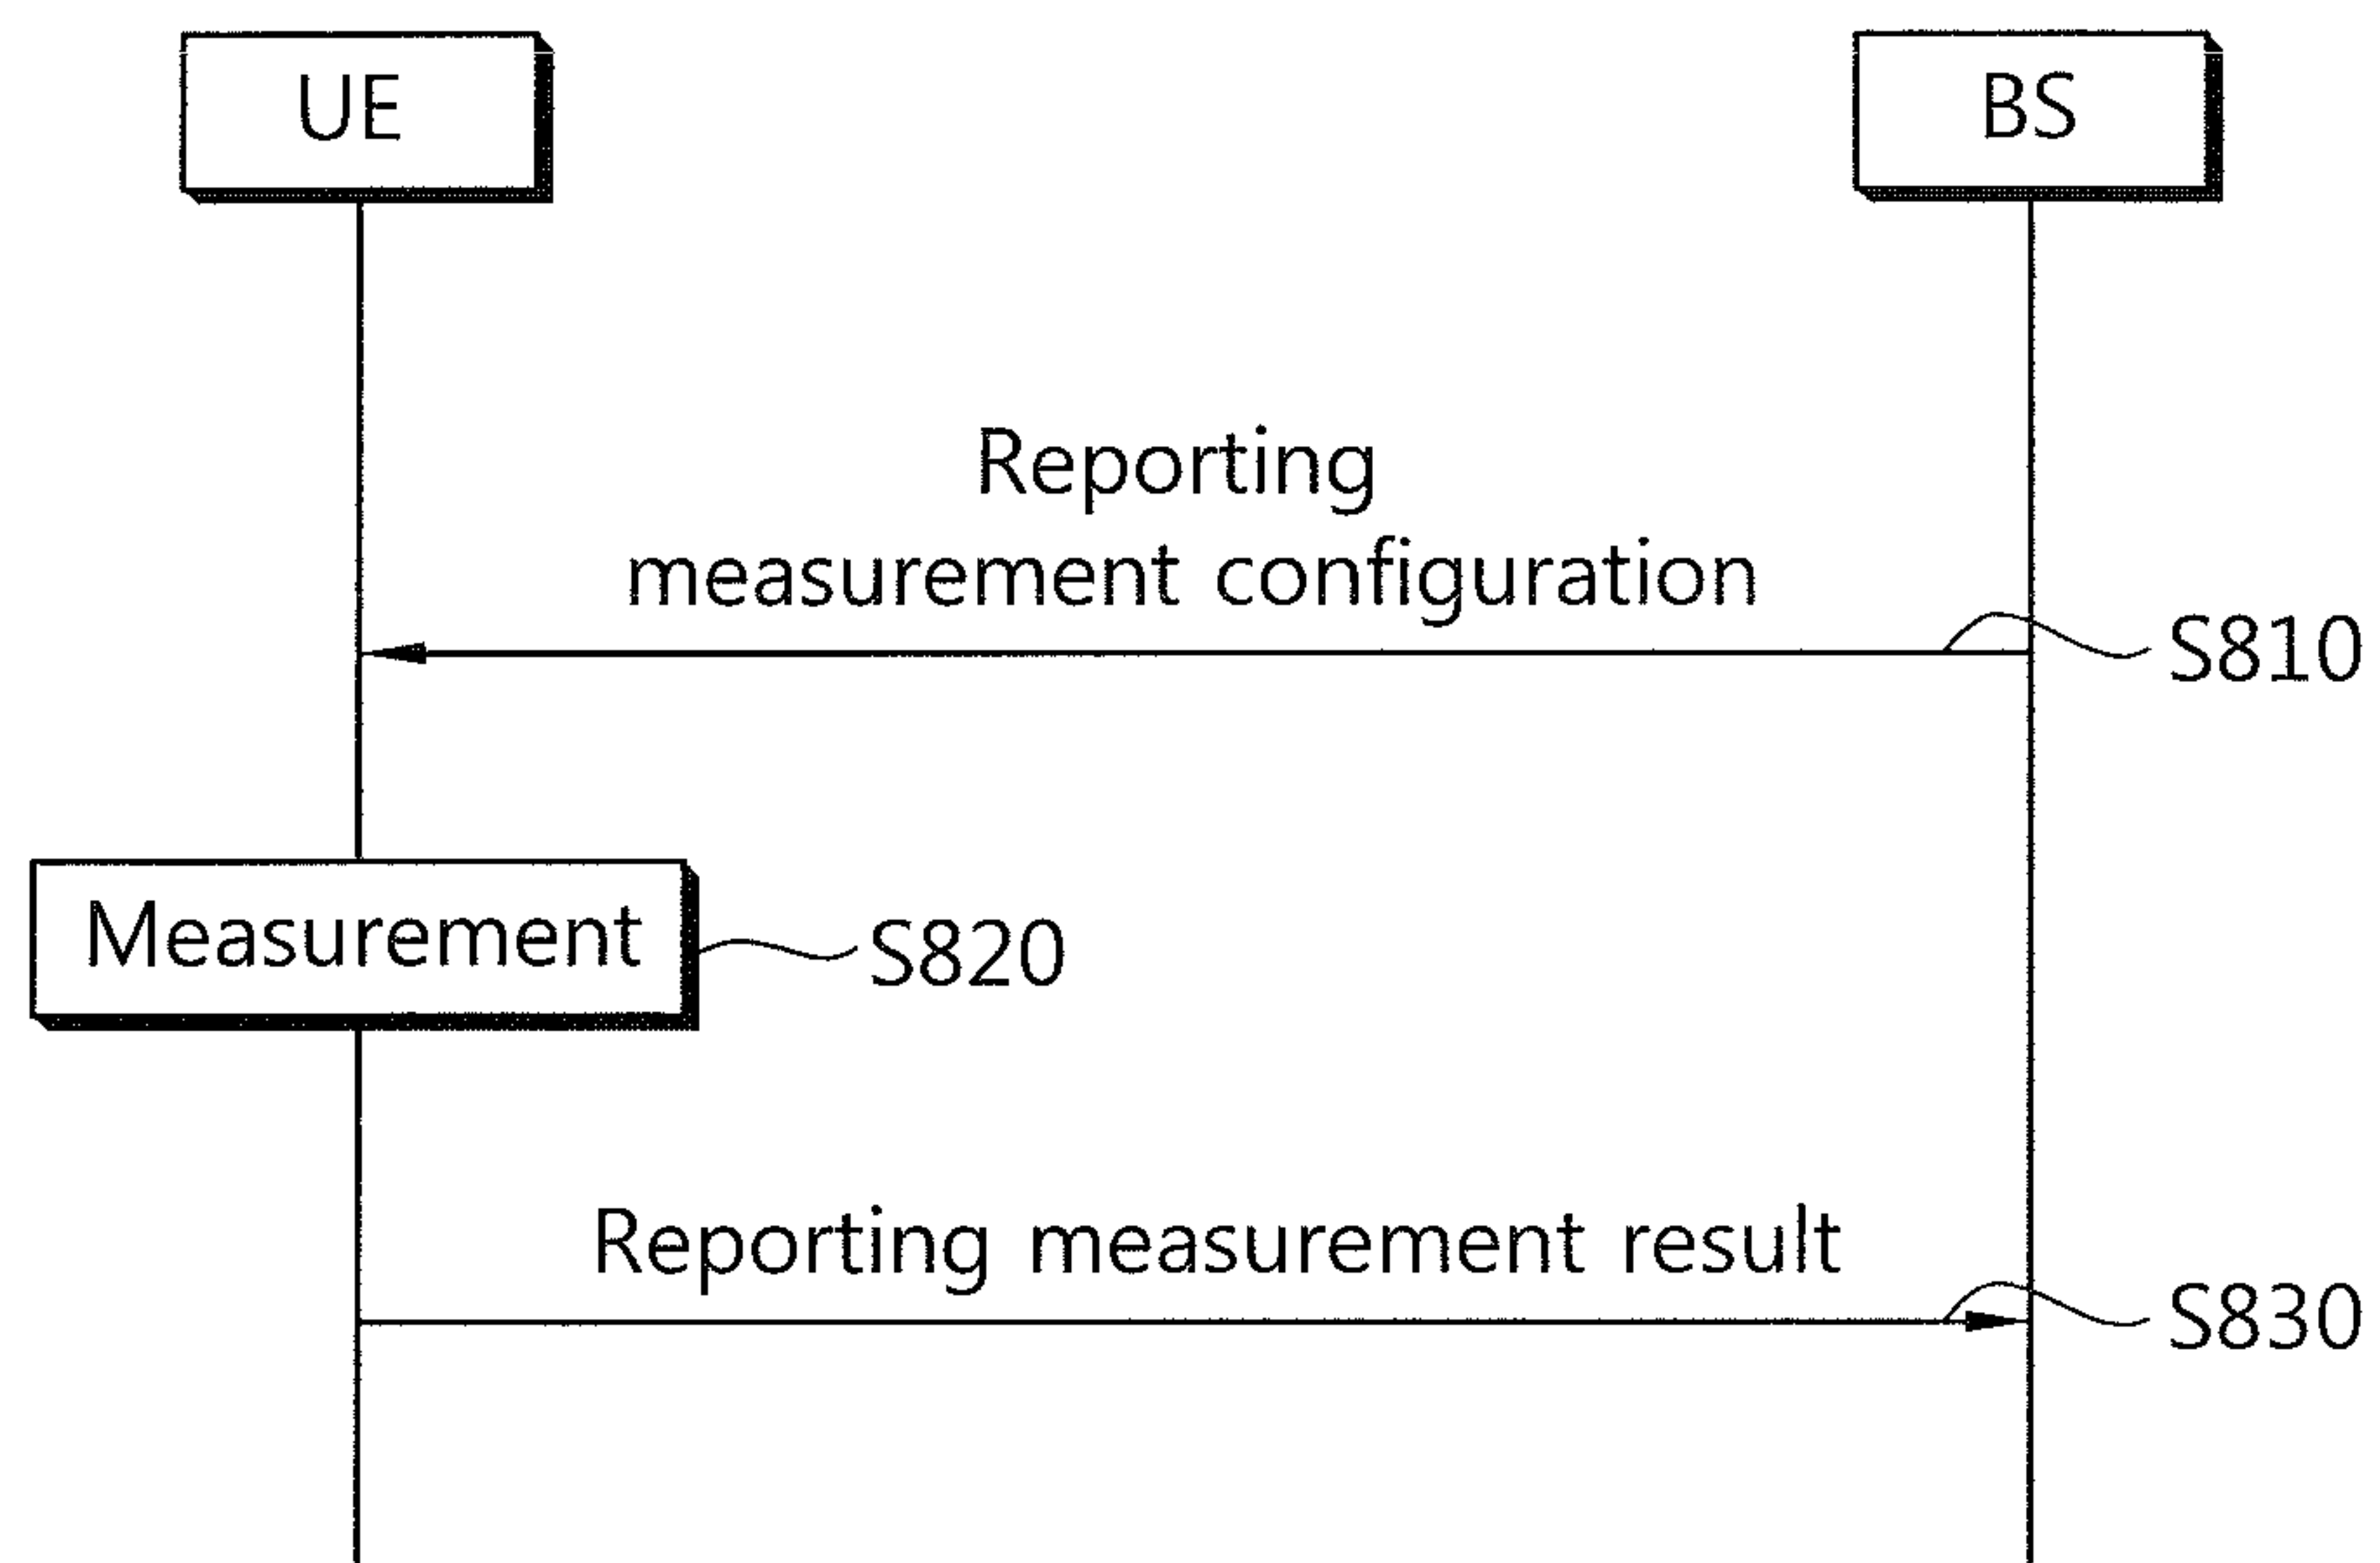 UE
BS
Reporting
measurement configuration
S810
Measurement
S820
Reporting measurement result
S830